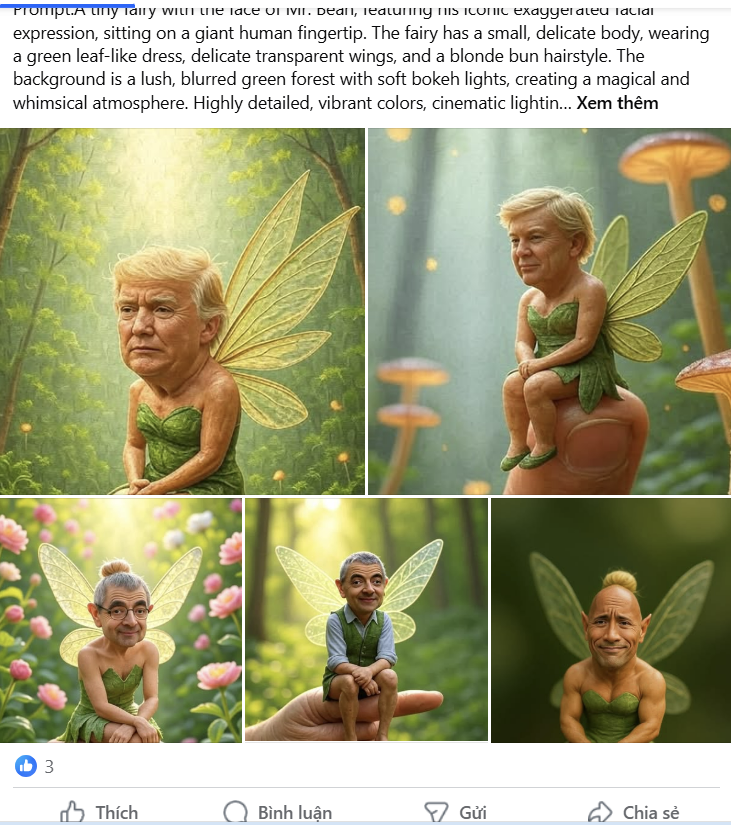 Prompt:A tiny fairy with the face of Mr. Bean, featuring his iconic exaggerated facial
expression, sitting on a giant human fingertip. The fairy has a small, delicate body, wearing
a green leaf-like dress, delicate transparent wings, and a blonde bun hairstyle. The
background is a lush, blurred green forest with soft bokeh lights, creating a magical and
whimsical atmosphere. Highly detailed, vibrant colors, cinematic lightin... Xem thêm
3
Thích Bình luận Gửi Chia sẻ